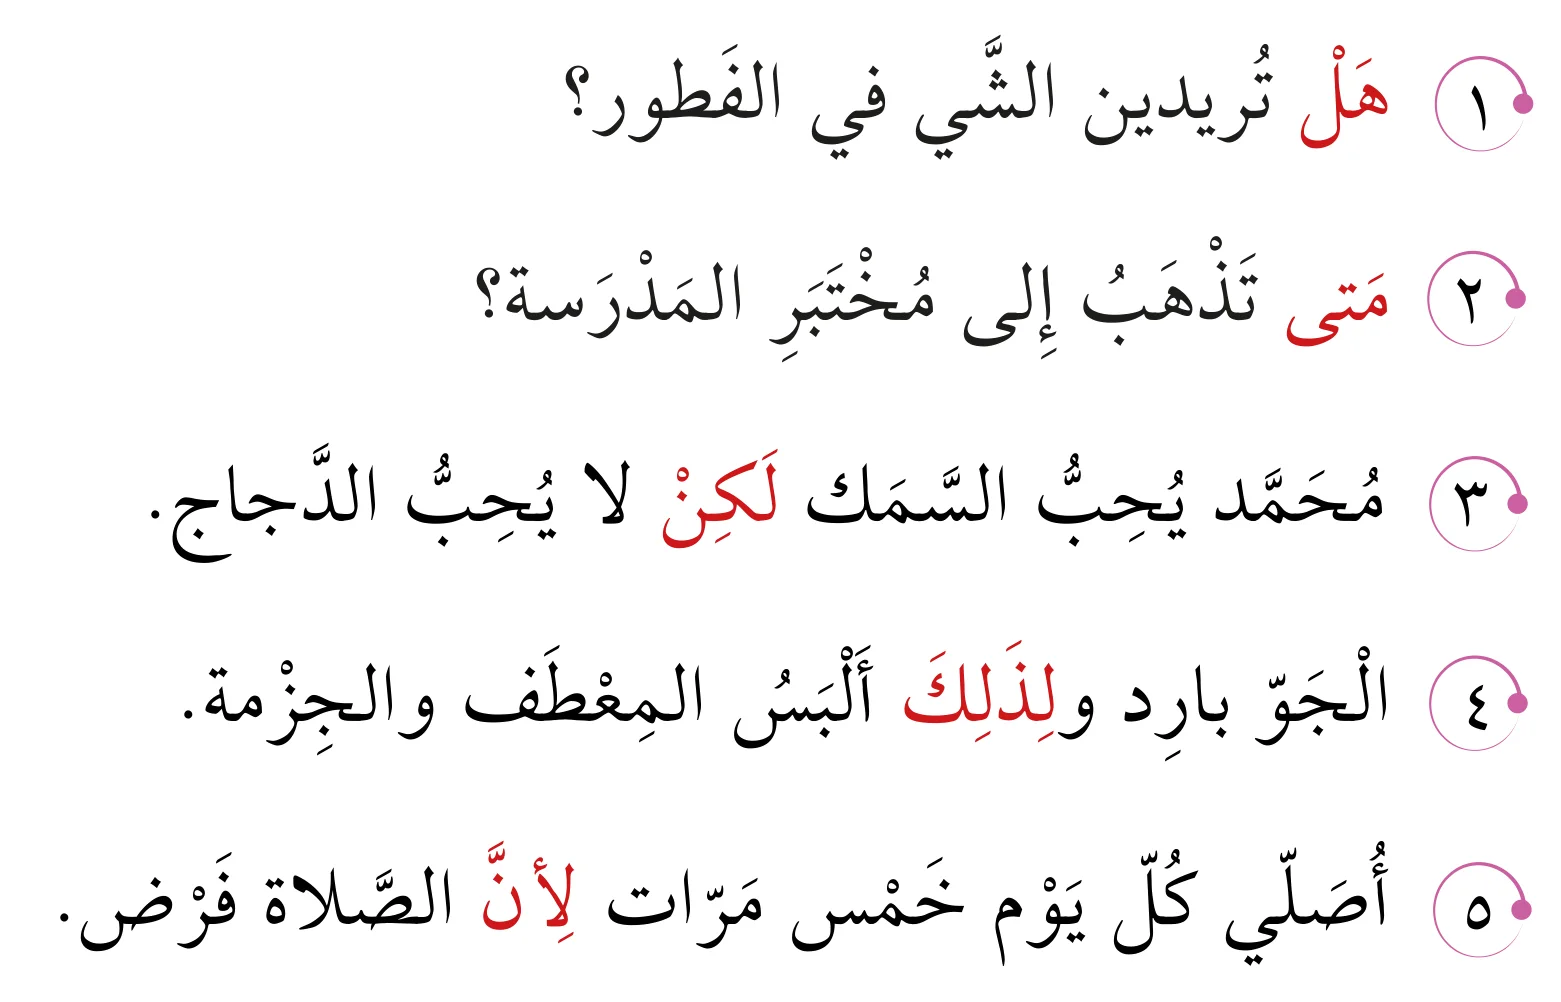 ١ هَلْ تُريدين الشَّي في الفَطور؟
٢ مَتى تَذْهَبُ إِلى مُخْتَبَرِ المَدْرَسة؟
٣ مُحَمَّد يُحِبُّ السَّمَك لَكِنْ لا يُحِبُّ الدَّجاج.
٤ الْجَوّ بارِد ولِذَلِكَ أَلْبَسُ المِعْطَف والجِزْمة.
٥ أُصَلّي كُلّ يَوْم خَمْس مَرّات لِأنَّ الصَّلاة فَرْض.